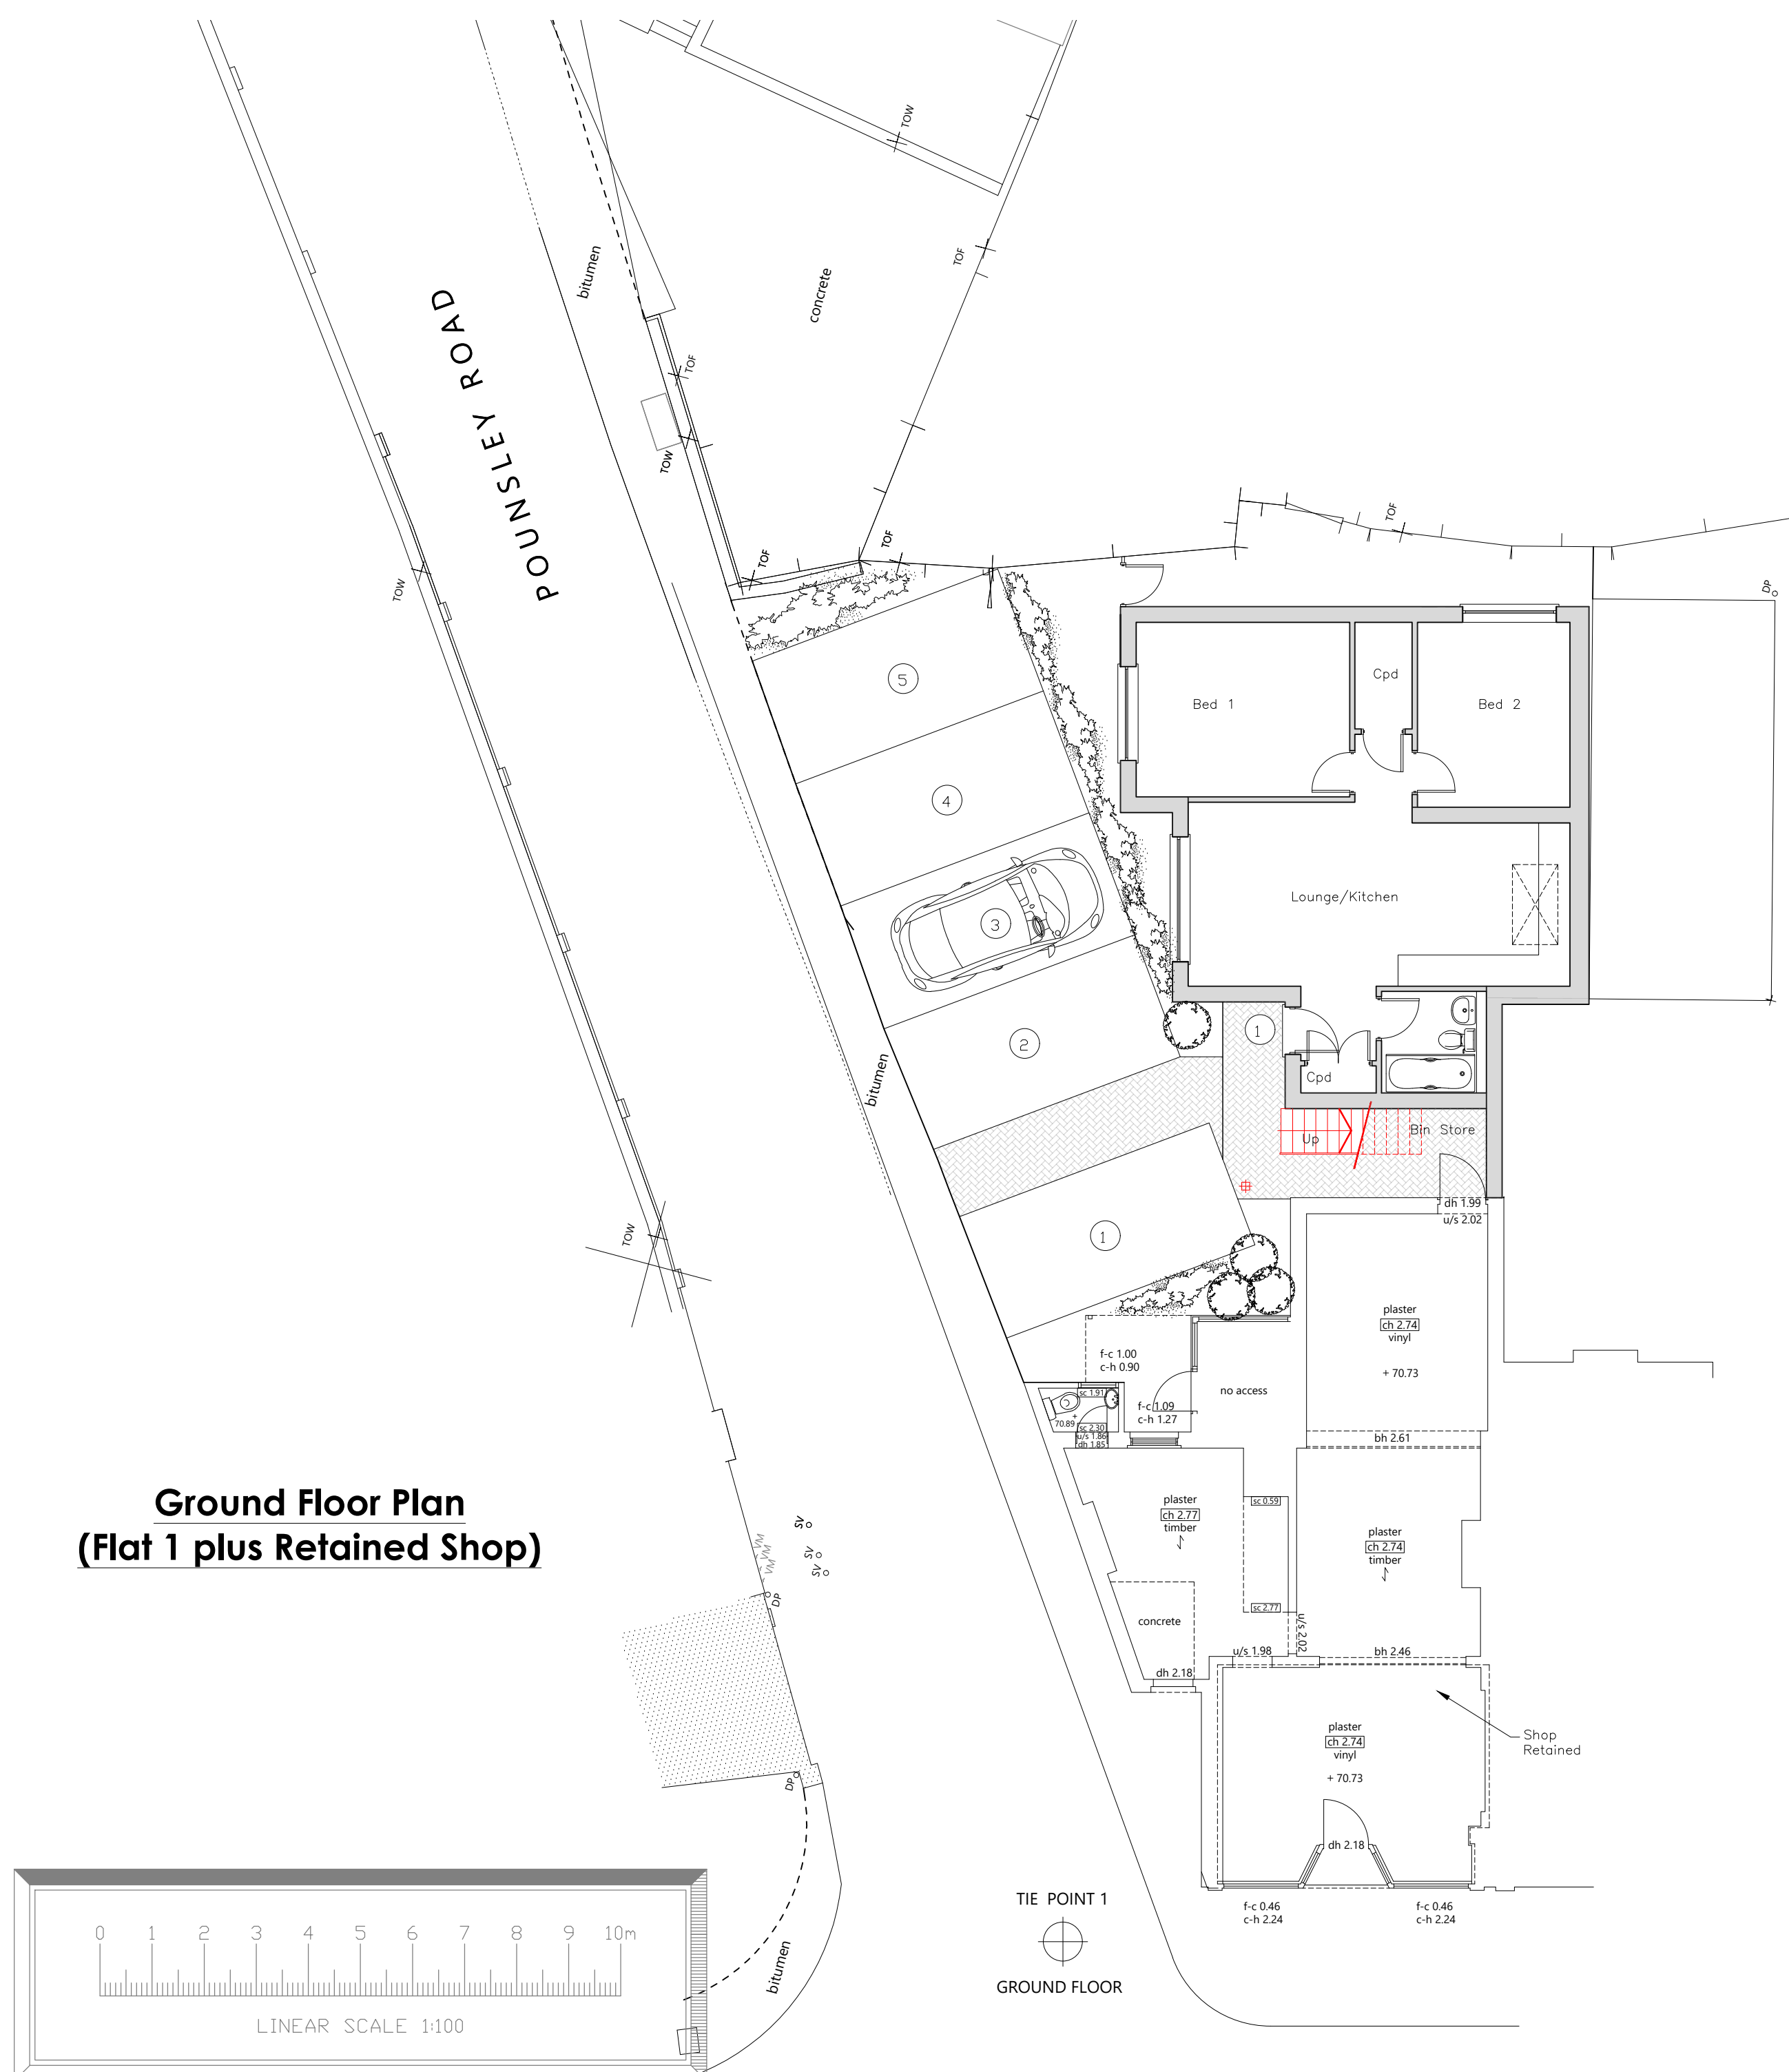 TOW
TOF
bitumen
concrete
POUNSLEY ROAD
TOF
TOW
TOF
TOF
TOF
TOW
DP
5
Bed 1
Cpd
Bed 2
4
Lounge/Kitchen
3
2
1
bitumen
Cpd
Up
Bin Store
dh 1.99
u/s 2.02
TOW
1
plaster
ch 2.74
vinyl
+ 70.73
f-c 1.00
c-h 0.90
no access
sc 1.91
f-c 1.09
c-h 1.27
70.89
sc 2.30
u/s 1.86
dh 1.85
bh 2.61
Ground Floor Plan
(Flat 1 plus Retained Shop)
plaster
ch 2.77
timber
sc 0.59
plaster
ch 2.74
timber
SV
SV
SV
VM
VM
VM
DP
concrete
sc 2.77
u/s 2.02
u/s 1.98
bh 2.46
dh 2.18
plaster
ch 2.74
vinyl
+ 70.73
Shop
Retained
DP
dh 2.18
TIE POINT 1
GROUND FLOOR
f-c 0.46
c-h 2.24
f-c 0.46
c-h 2.24
0 1 2 3 4 5 6 7 8 9 10m
LINEAR SCALE 1:100
bitumen